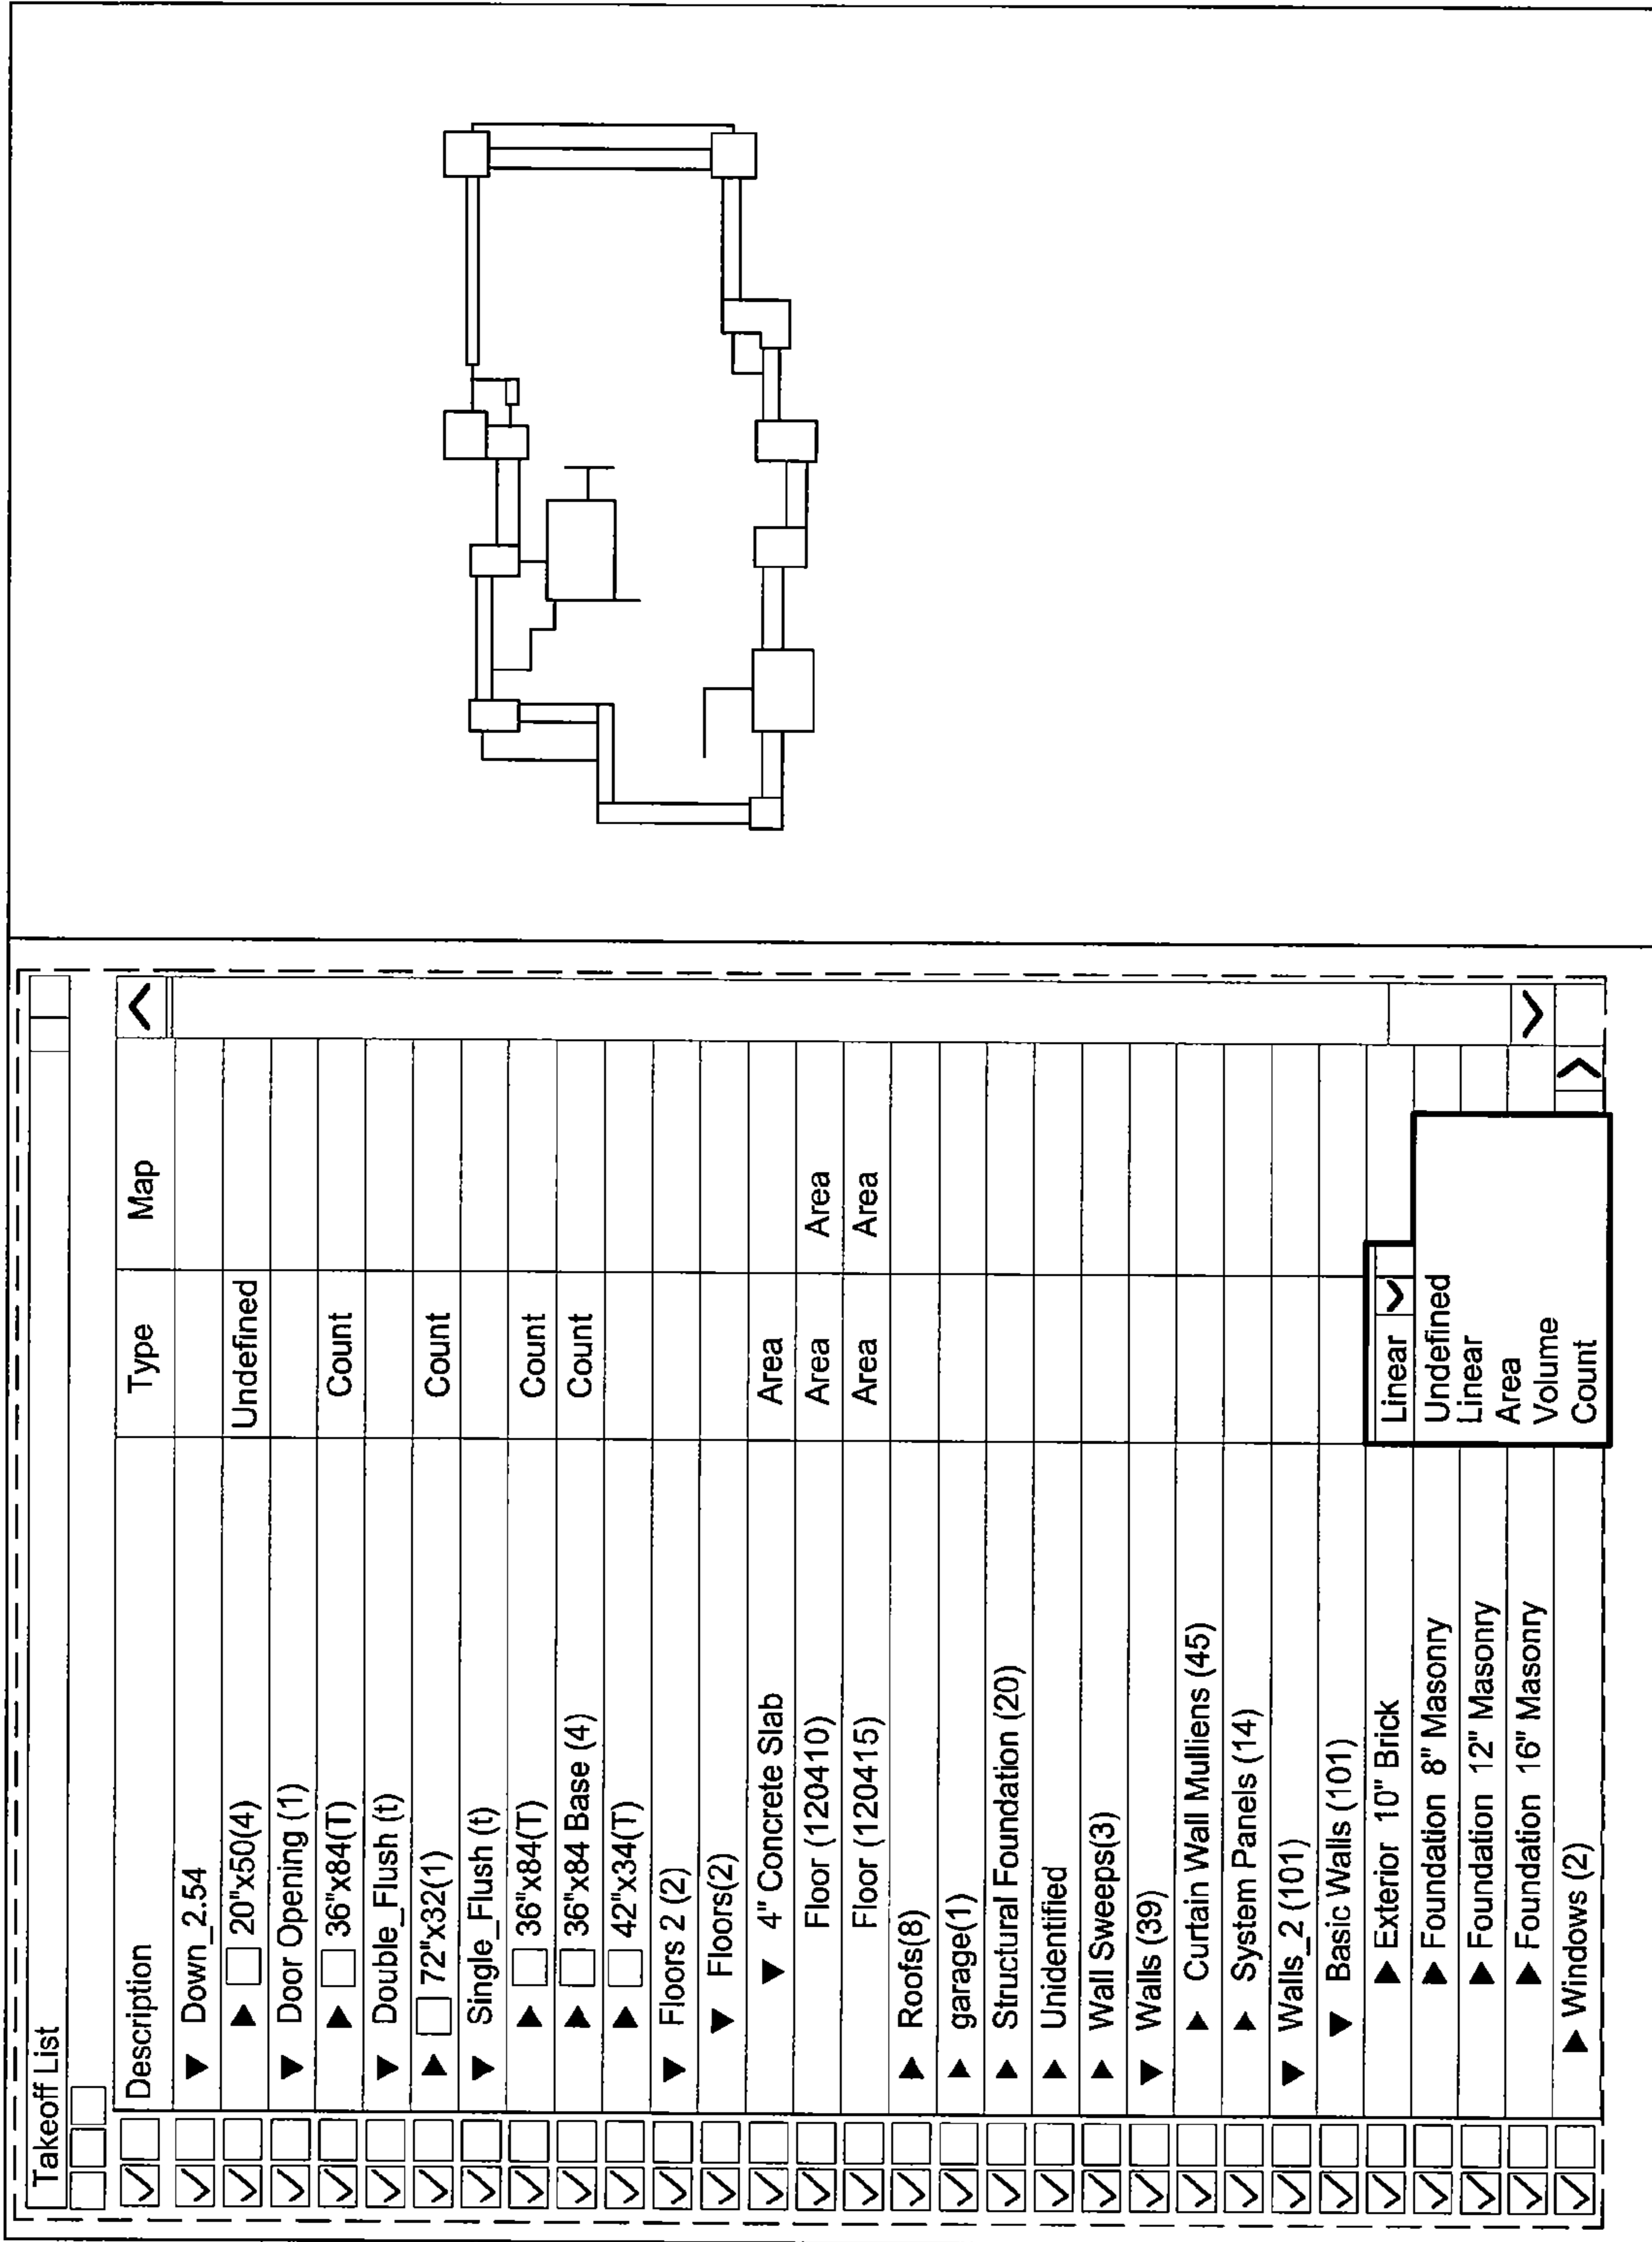 Takeoff List
Description Type Map
Down_2.54
20"x50(4) Undefined
Door Opening (1)
36"x84(T) Count
Double_Flush (t)
72"x32(1) Count
Single_Flush (t)
36"x84(T) Count
36"x84 Base (4) Count
42"x34(T)
Floors 2 (2)
Floors(2)
4" Concrete Slab Area
Floor (120410) Area Area
Floor (120415) Area Area
Roofs(8)
garage(1)
Structural Foundation (20)
Unidentified
Wall Sweeps(3)
Walls (39)
Curtain Wall Mulliens (45)
System Panels (14)
Walls_2 (101)
Basic Walls (101)
Exterior 10" Brick Linear
Foundation 8" Masonry
Foundation 12" Masonry
Foundation 16" Masonry
Windows (2)
Undefined
Linear
Area
Volume
Count